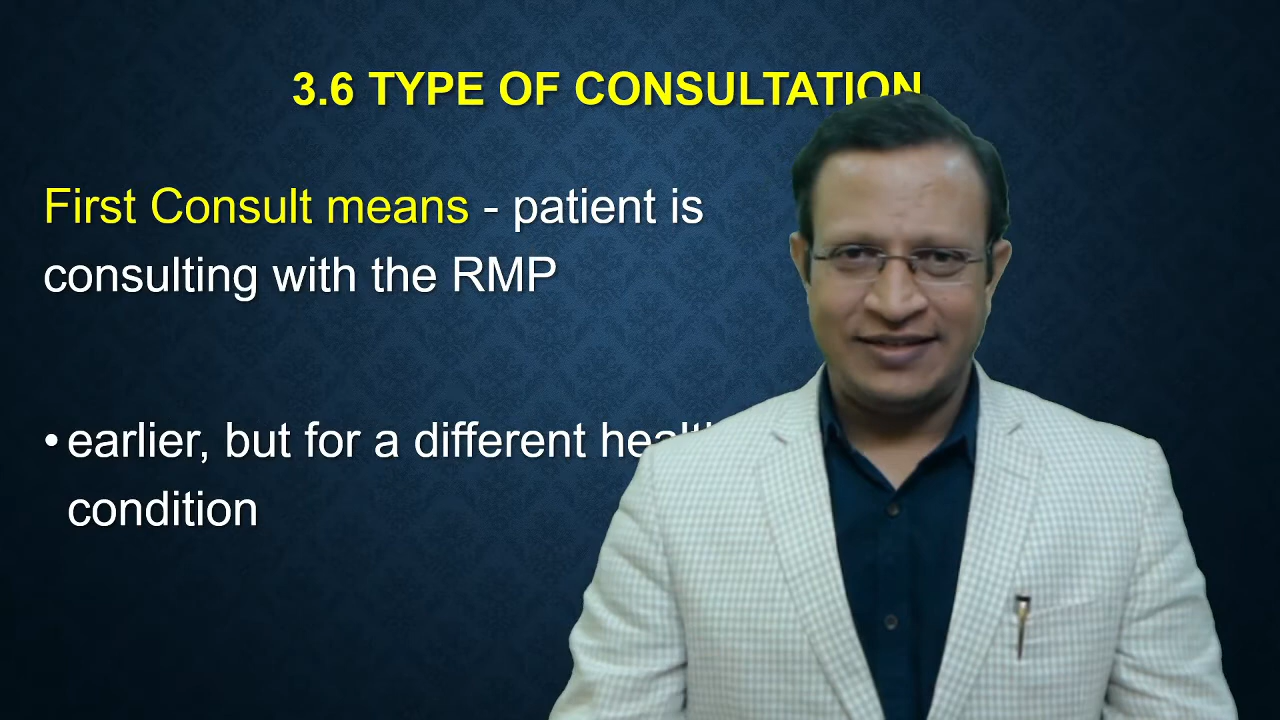 3.6 TYPE OF CONSULTATION
First Consult means - patient is
consulting with the RMP
• earlier, but for a different health
condition